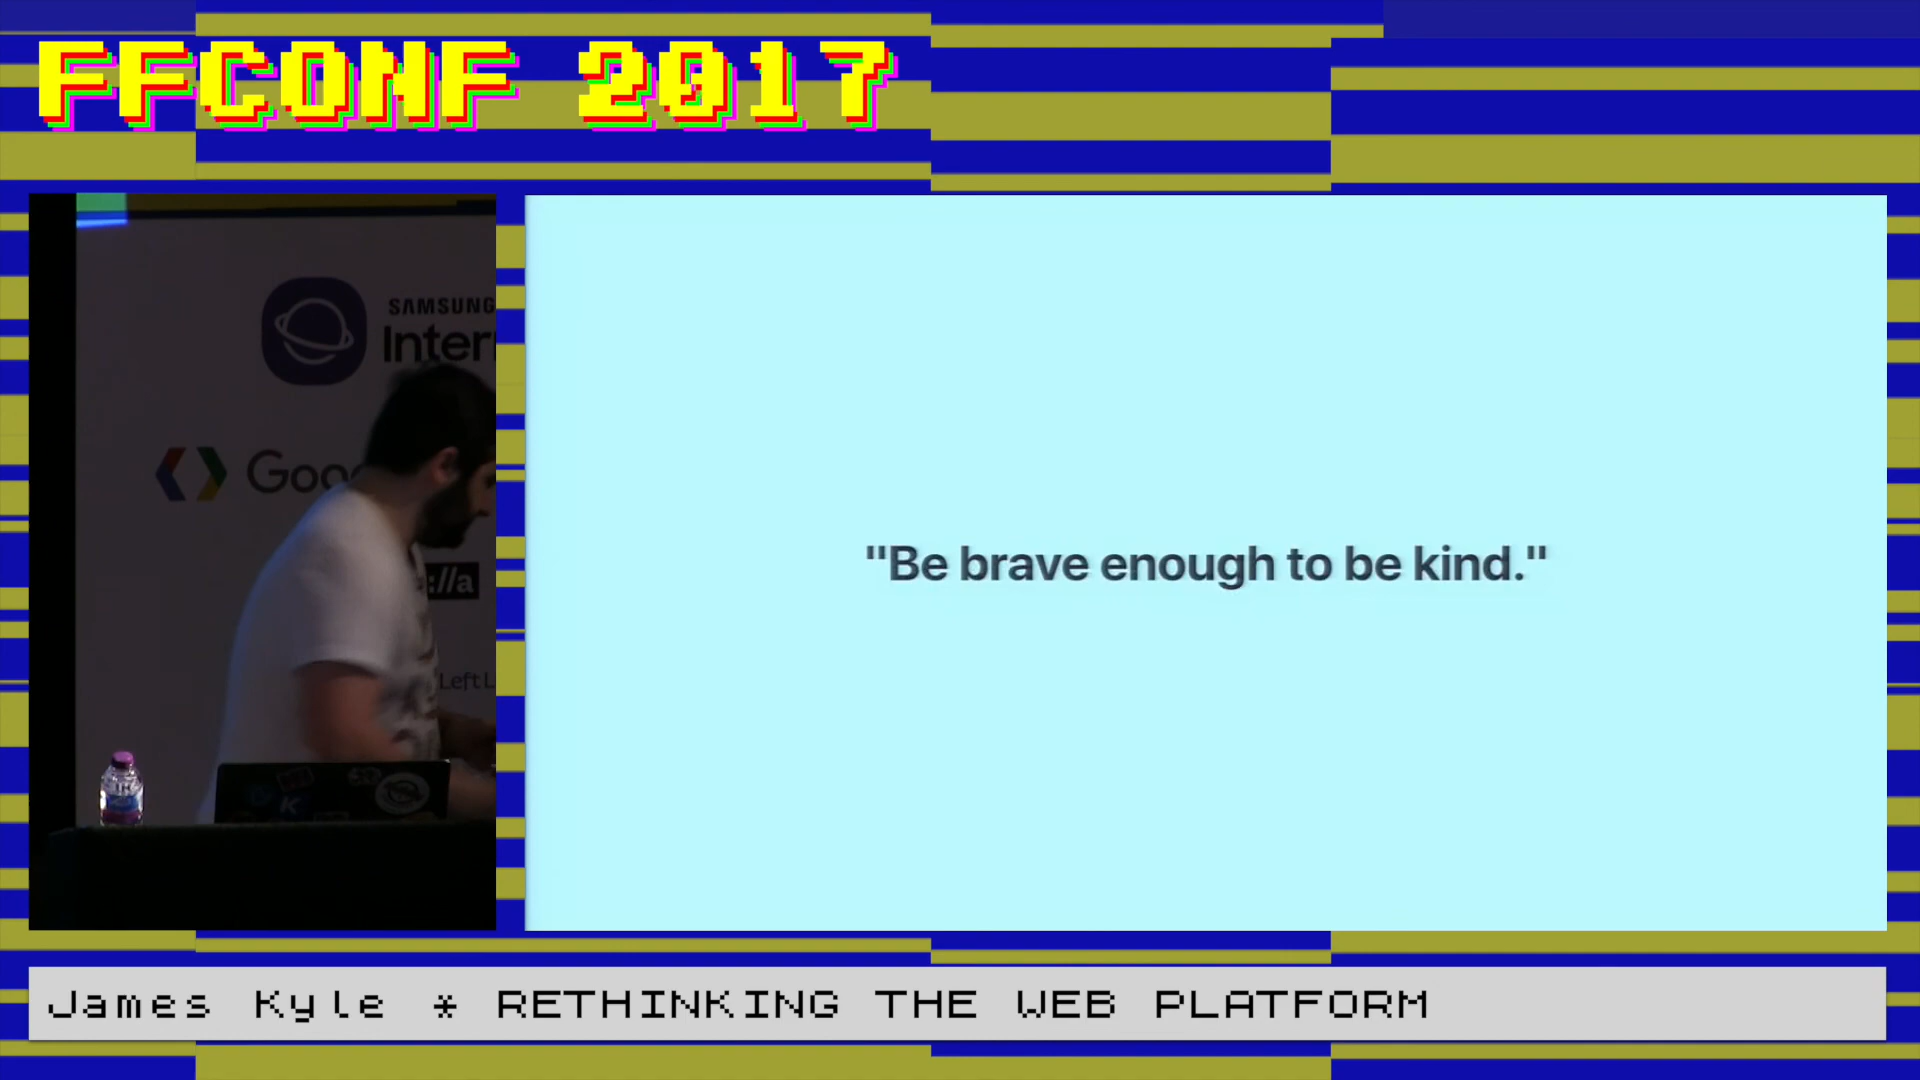 FFCONF 2017
SAMSUNG
Inter
Goo
://a
Left L
K
"Be brave enough to be kind."
James Kyle * RETHINKING THE WEB PLATFORM